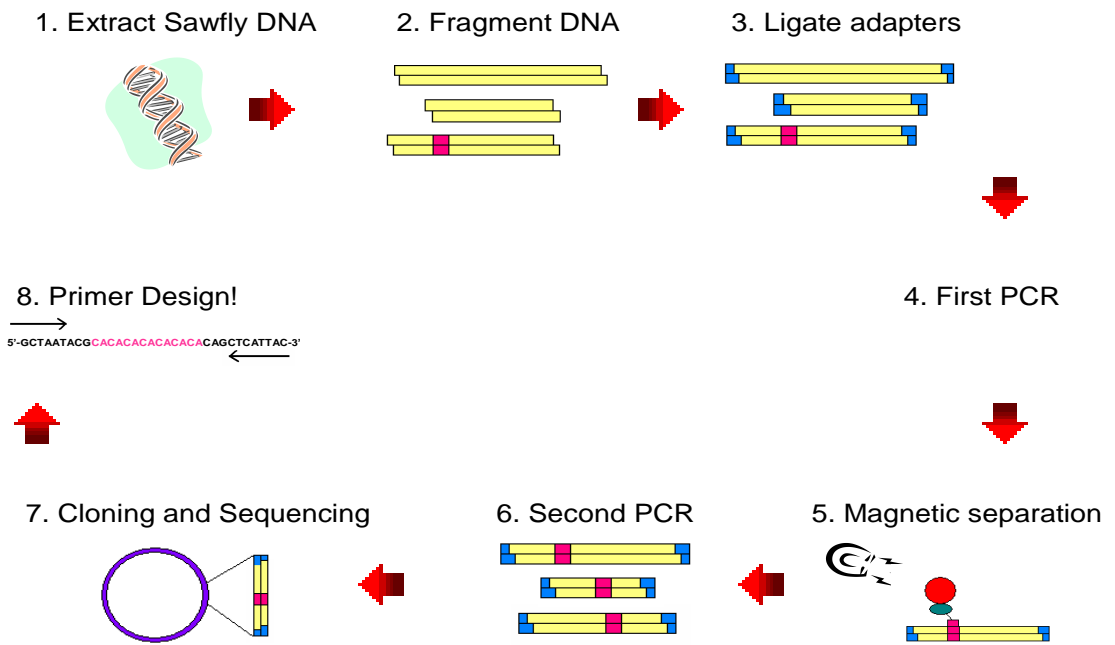 1. Extract Sawfly DNA
2. Fragment DNA
3. Ligate adapters
4. First PCR
5. Magnetic separation
6. Second PCR
7. Cloning and Sequencing
8. Primer Design!
5'-GCTAATACGCACACACACACACACAGCTCATTAC-3'